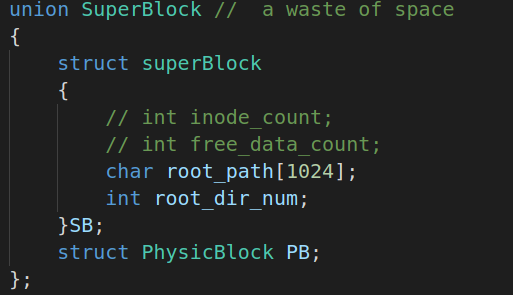 union SuperBlock //  a waste of space
{
    struct superBlock
    {
        // int inode_count;
        // int free_data_count;
        char root_path[1024];
        int root_dir_num;
    }SB;
    struct PhysicBlock PB;
};